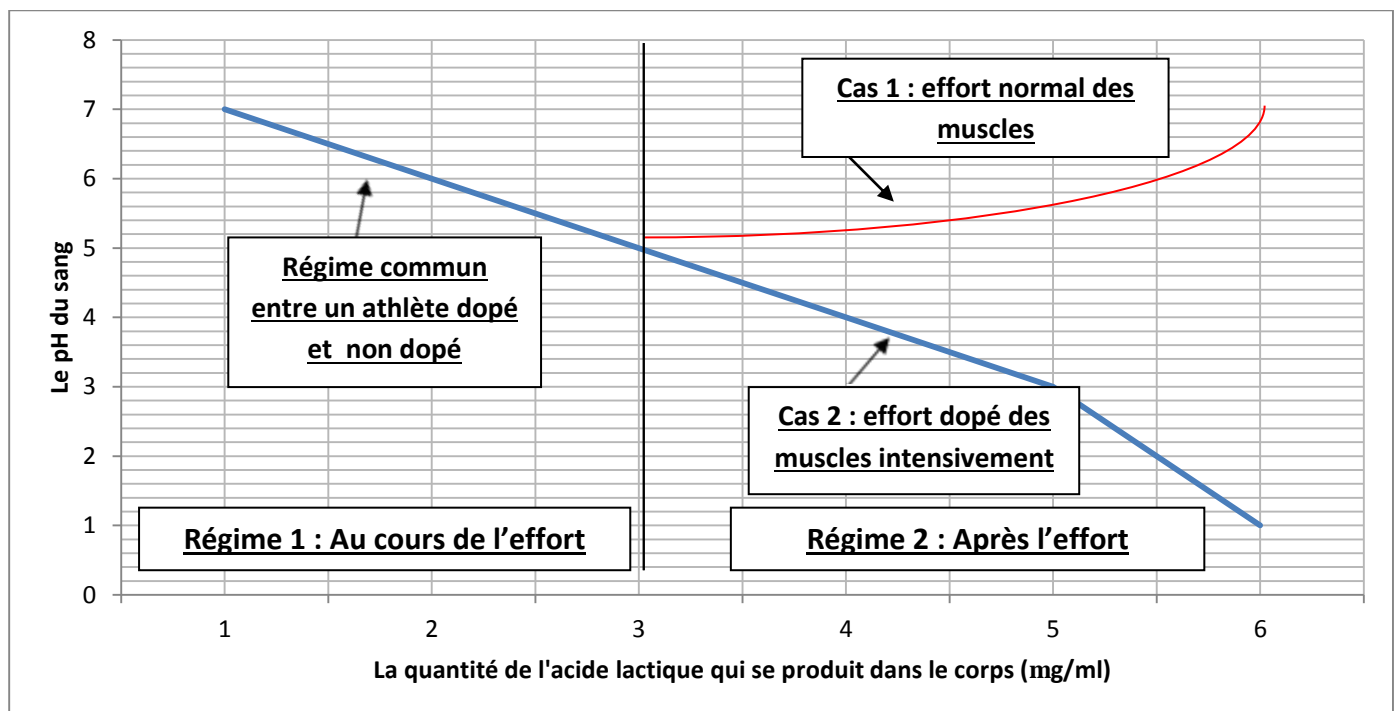 8
7
6
5
4
3
2
1
0
Le pH du sang
Cas 1 : effort normal des
muscles
Régime commun
entre un athlète dopé
et non dopé
Cas 2 : effort dopé des
muscles intensivement
Régime 1 : Au cours de l'effort
Régime 2 : Après l'effort
1 2 3 4 5 6
La quantité de l'acide lactique qui se produit dans le corps (mg/ml)